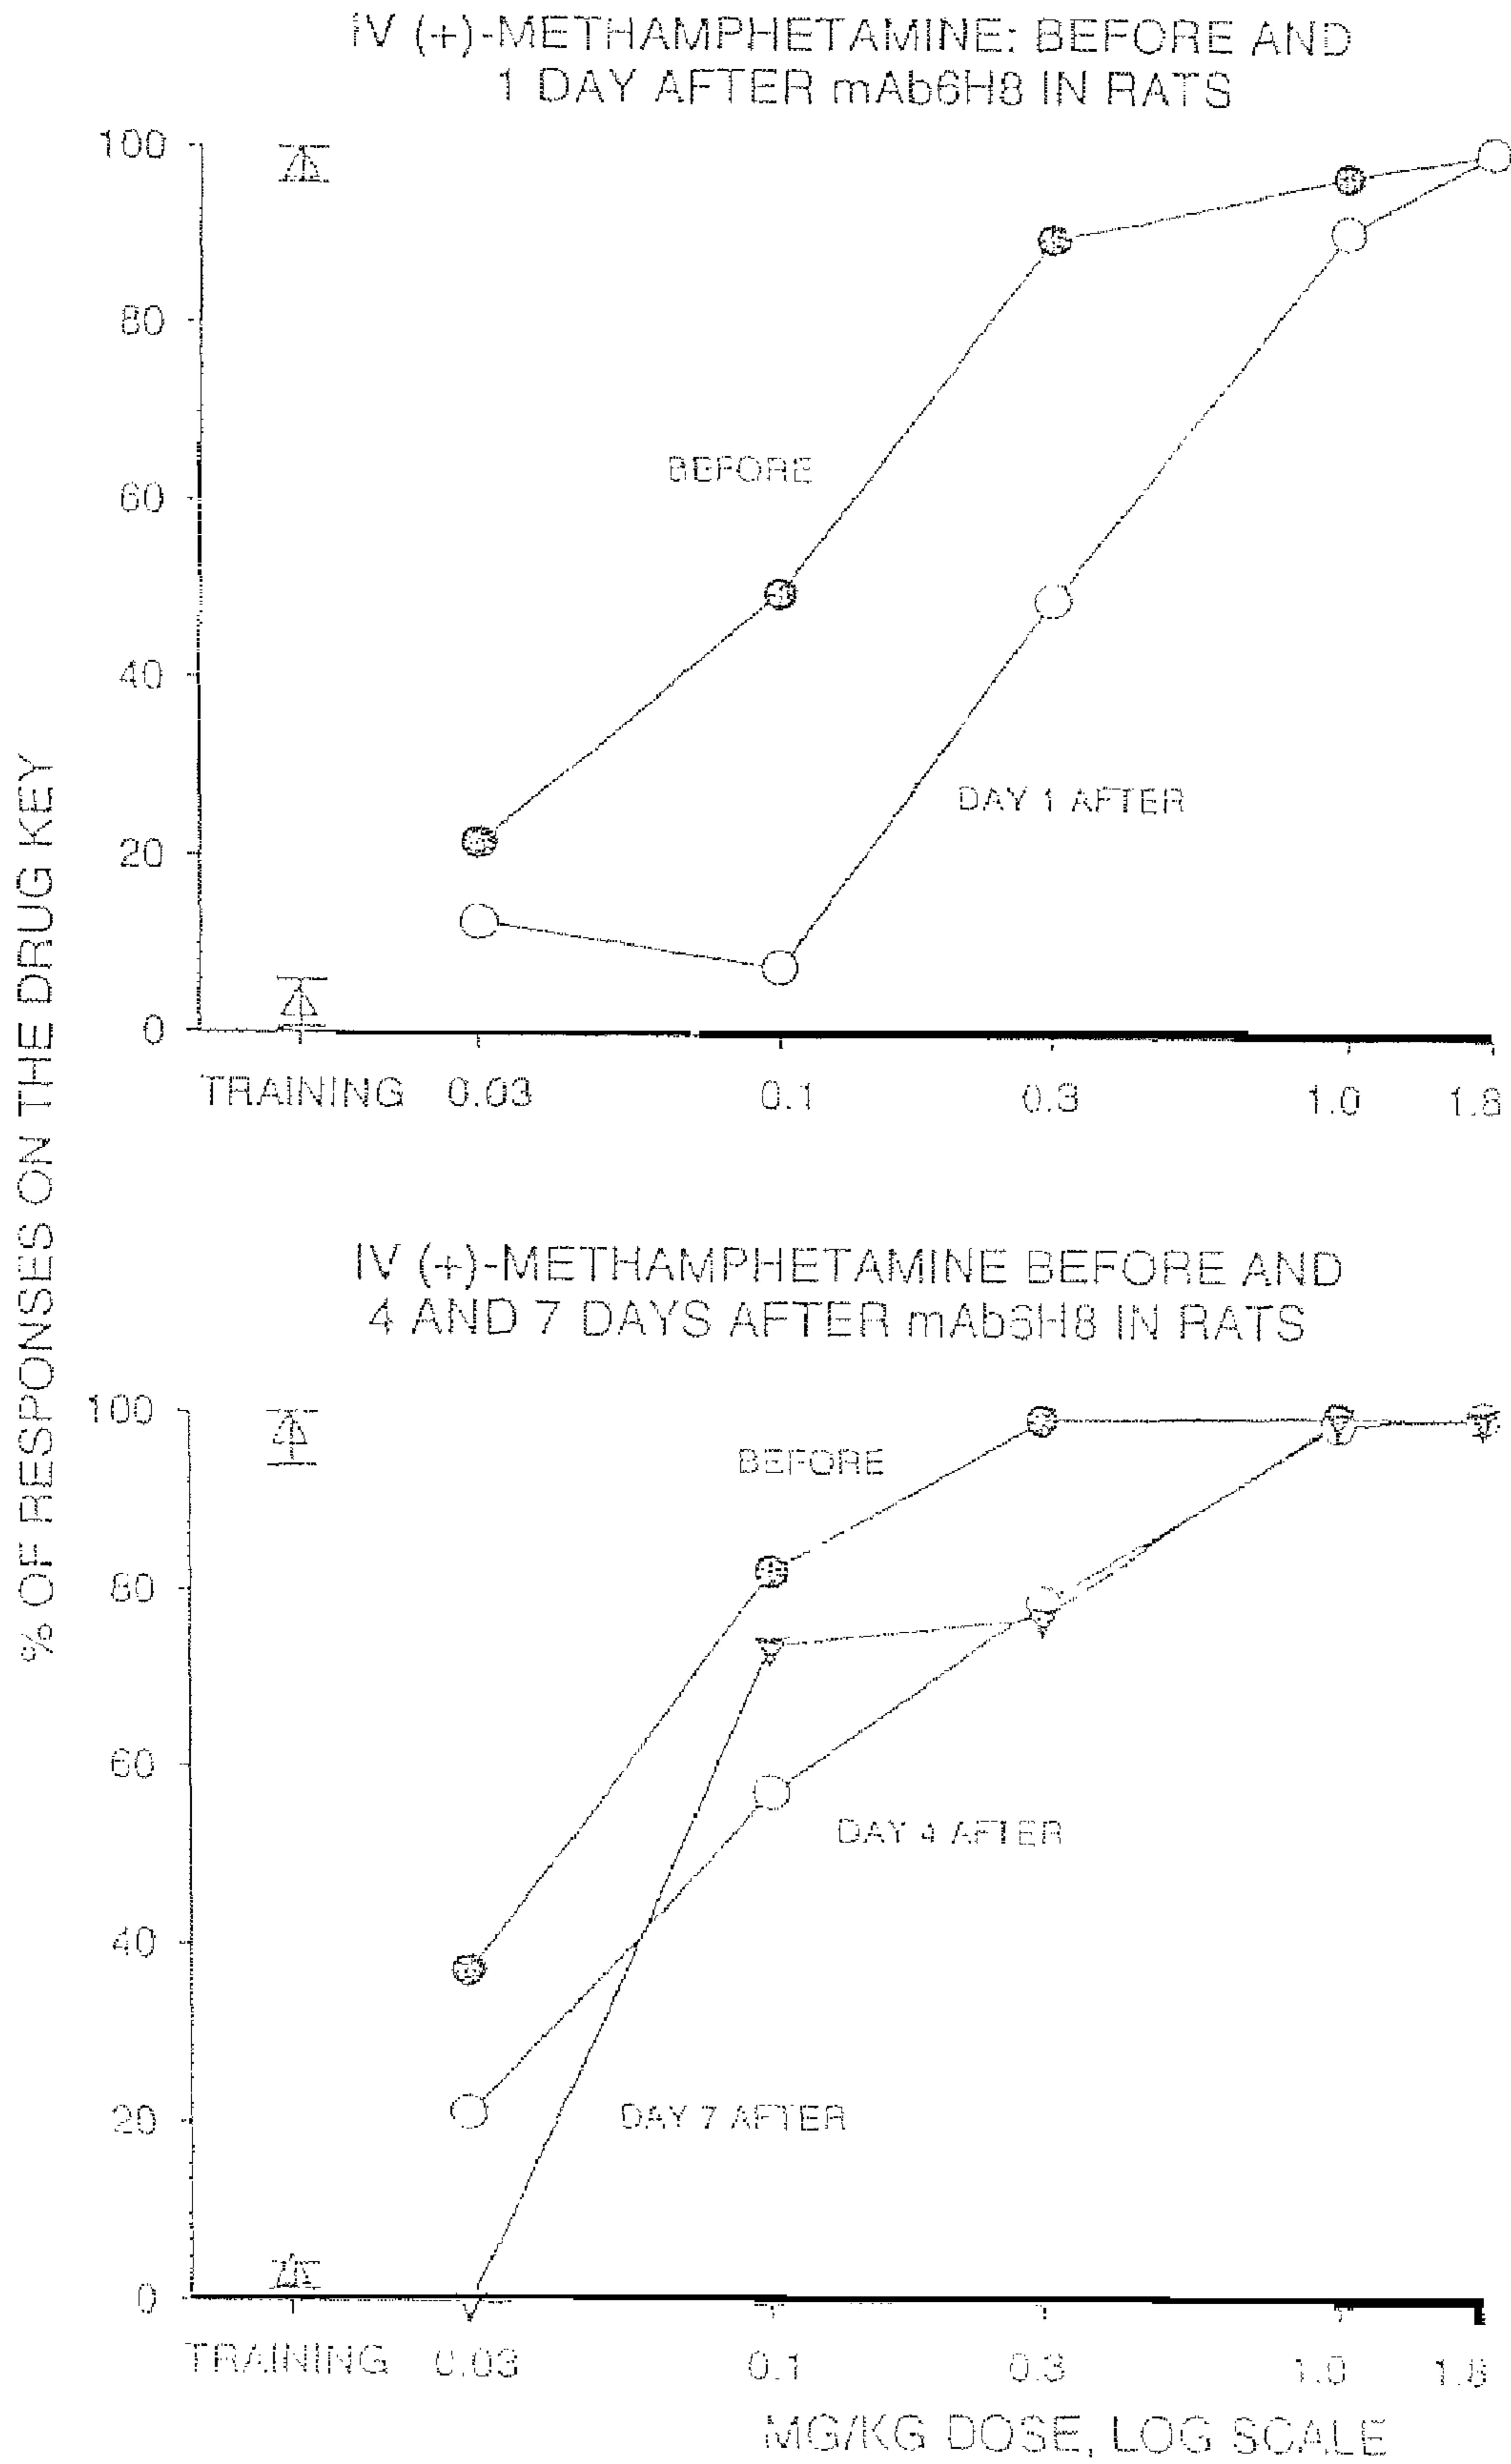 IV (+)-METHAMPHETAMINE: BEFORE AND
1 DAY AFTER mAb6H8 IN RATS
100
80
60
40
20
0
BEFORE
DAY 1 AFTER
TRAINING 0.03 0.1 0.3 1.0 1.8
% OF RESPONSES ON THE DRUG KEY
IV (+)-METHAMPHETAMINE BEFORE AND
4 AND 7 DAYS AFTER mAb6H8 IN RATS
100
80
60
40
20
0
BEFORE
DAY 4 AFTER
DAY 7 AFTER
TRAINING 0.03 0.1 0.3 1.0 1.8
MG/KG DOSE, LOG SCALE